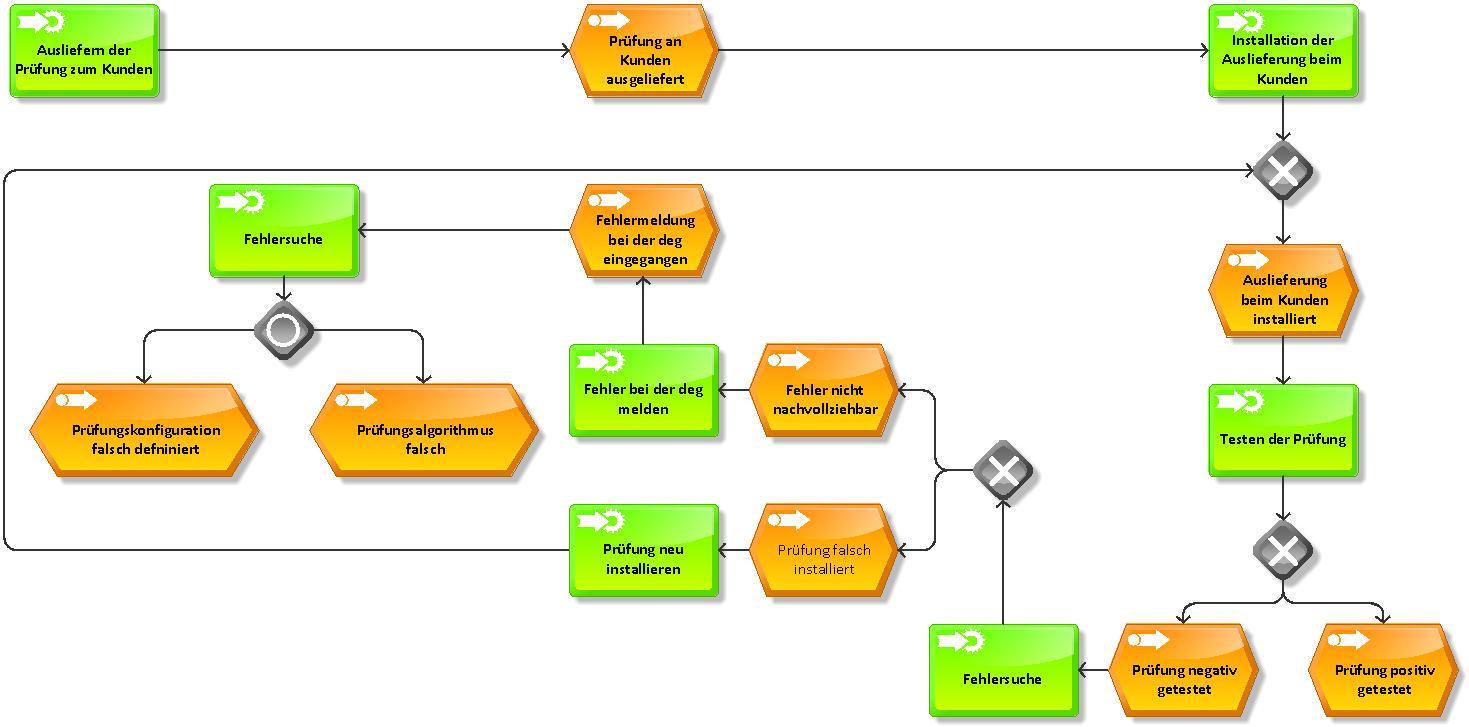 Ausliefern der
Prüfung zum Kunden
Prüfung an
Kunden
ausgeliefert
Installation der
Auslieferung beim
Kunden
Fehlersuche
Fehlermeldung
bei der deg
eingegangen
Auslieferung
beim Kunden
installiert
Prüfungskonfiguration
falsch defniniert
Prüfungsalgorithmus
falsch
Fehler bei der deg
melden
Fehler nicht
nachvollziehbar
Testen der Prüfung
Prüfung neu
installieren
Prüfung falsch
installiert
Fehlersuche
Prüfung negativ
getestet
Prüfung positiv
getestet